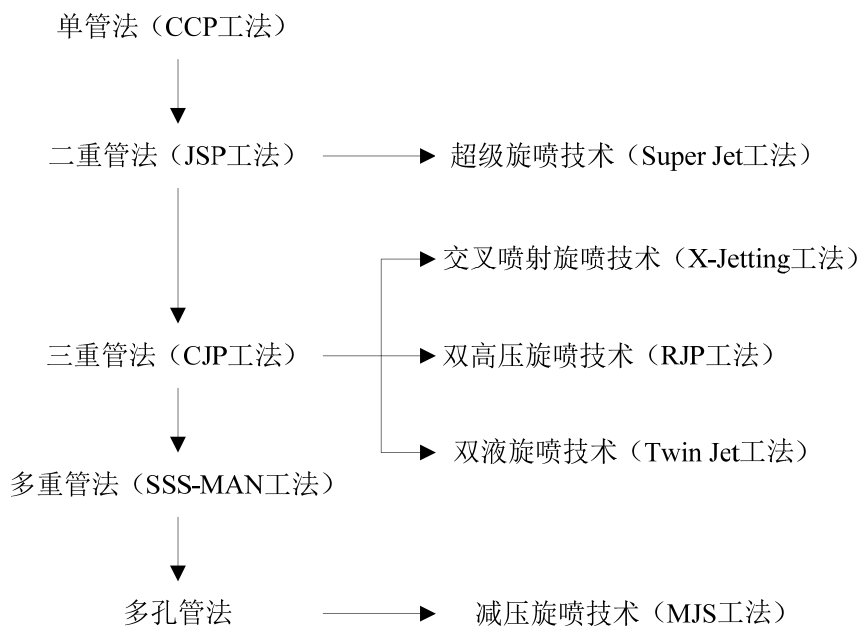 单管法（CCP工法）
二重管法（JSP工法）
超级旋喷技术（Super Jet工法）
交叉喷射旋喷技术（X-Jetting工法）
三重管法（CJP工法）
双高压旋喷技术（RJP工法）
双液旋喷技术（Twin Jet工法）
多重管法（SSS-MAN工法）
多孔管法
减压旋喷技术（MJS工法）